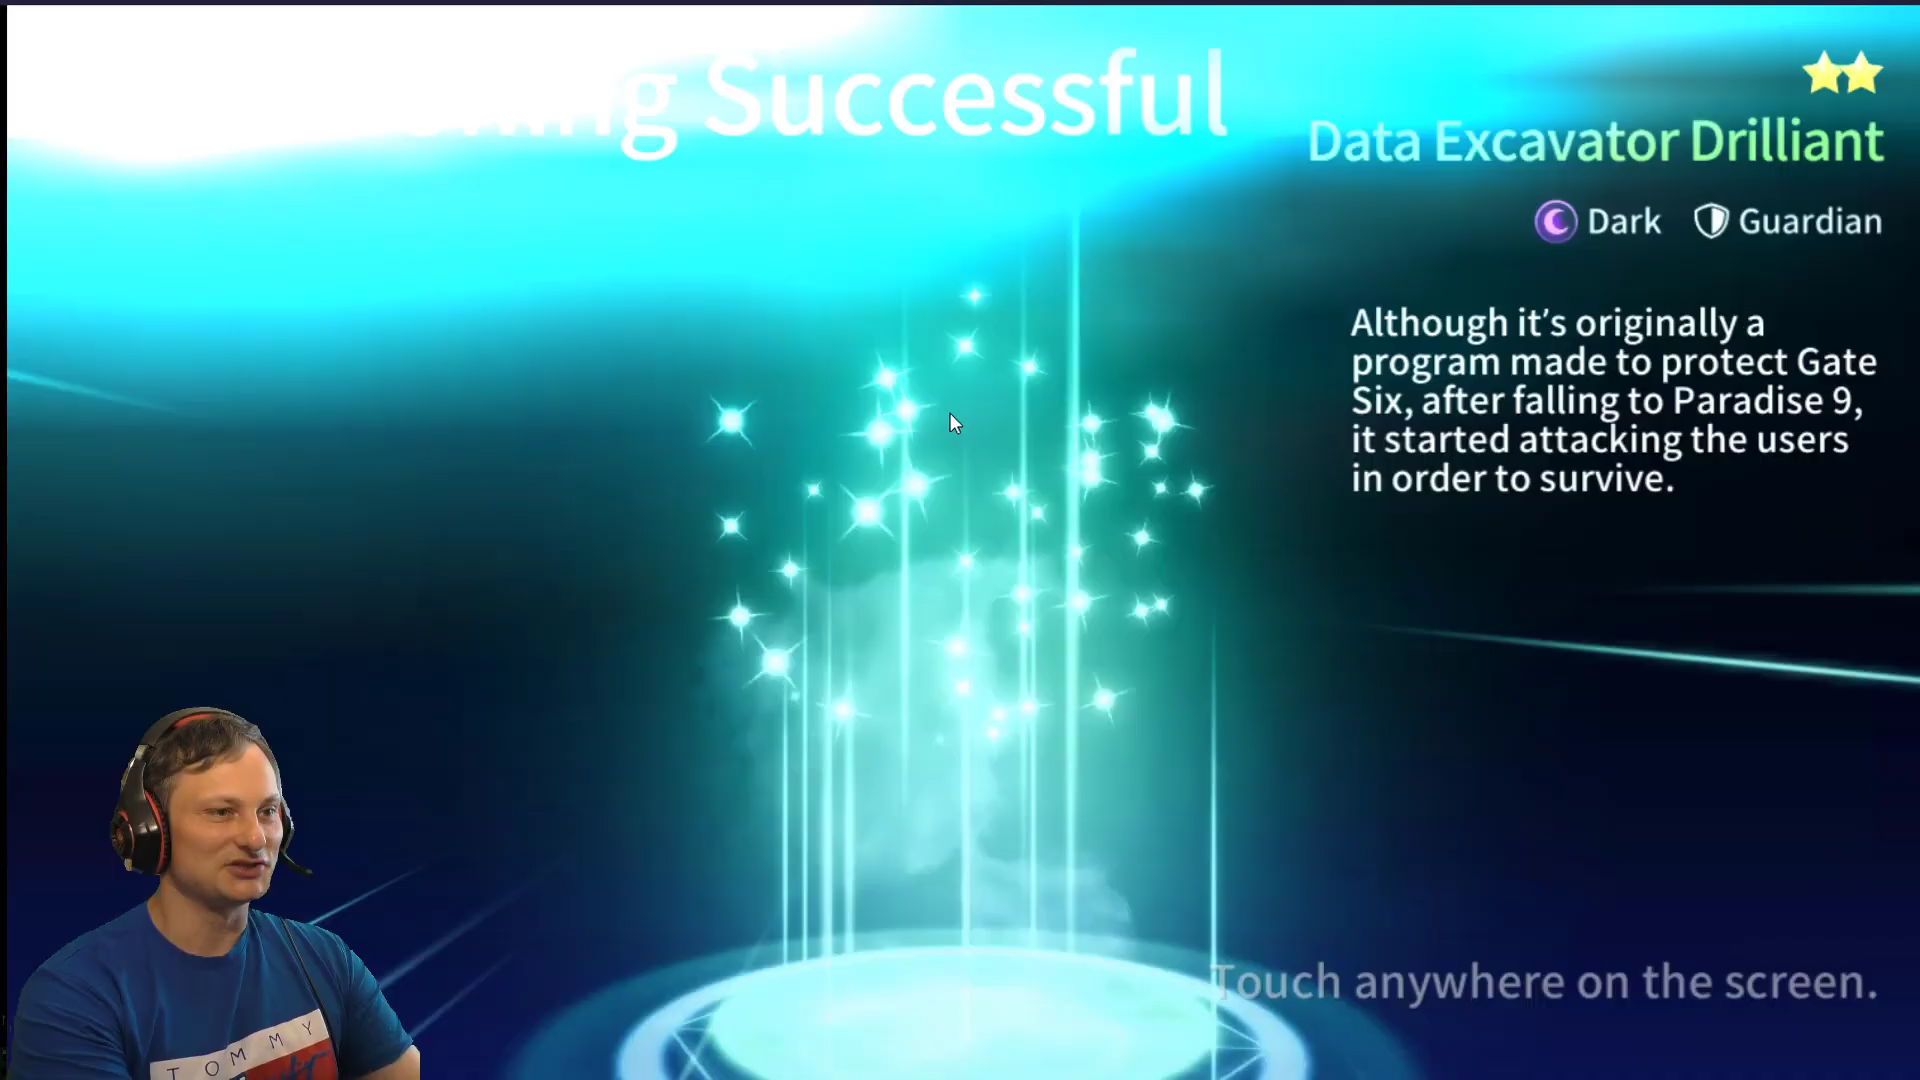 Successful
Data Excavator Drilliant
Dark Guardian
Although it's originally a
program made to protect Gate
Six, after falling to Paradise 9,
it started attacking the users
in order to survive.
Touch anywhere on the screen.
TOMMY